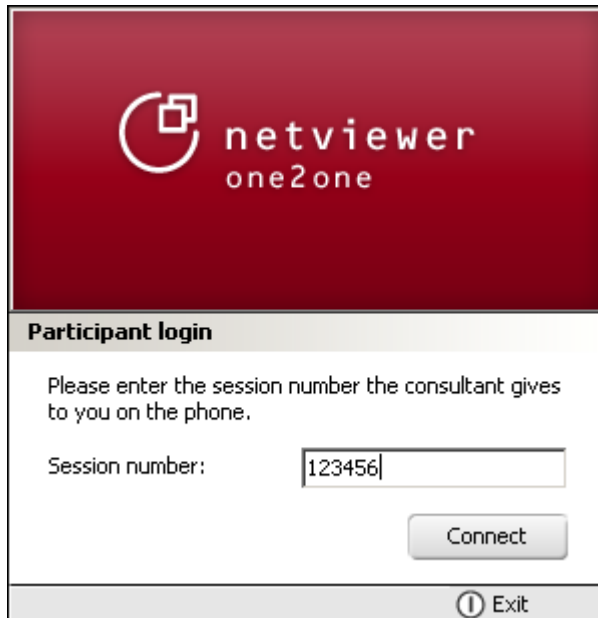 netviewer
one2one
Participant login
Please enter the session number the consultant gives
to you on the phone.
Session number: 123456
Connect
Exit